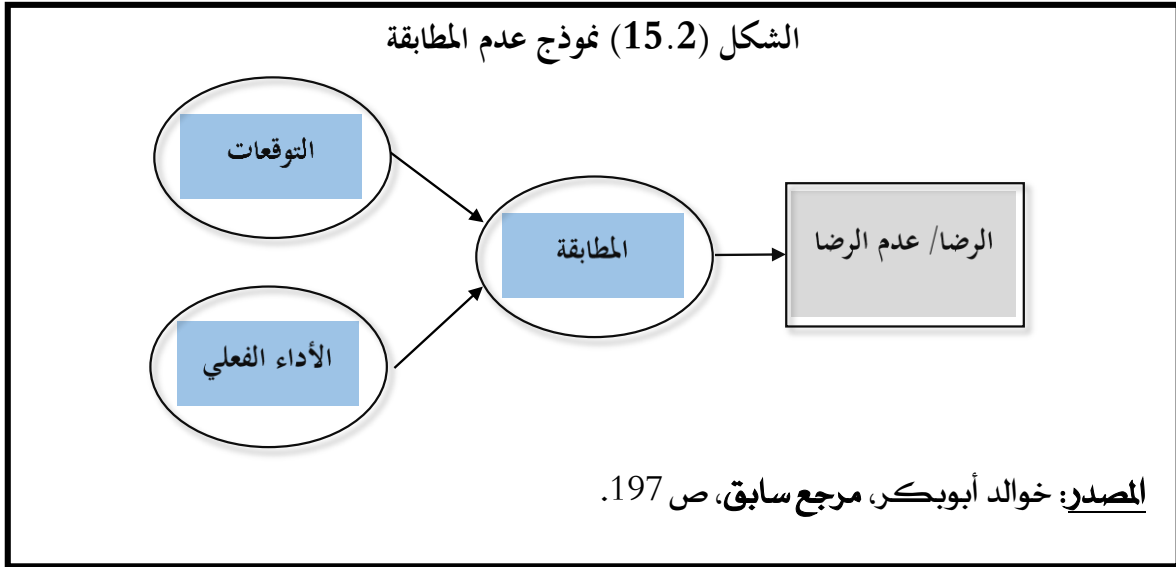 الشكل (15.2) نموذج عدم المطابقة
التوقعات
المطابقة
الرضا/ عدم الرضا
الأداء الفعلي
المصدر: خوالد أبوبكر، مرجع سابق، ص 197.